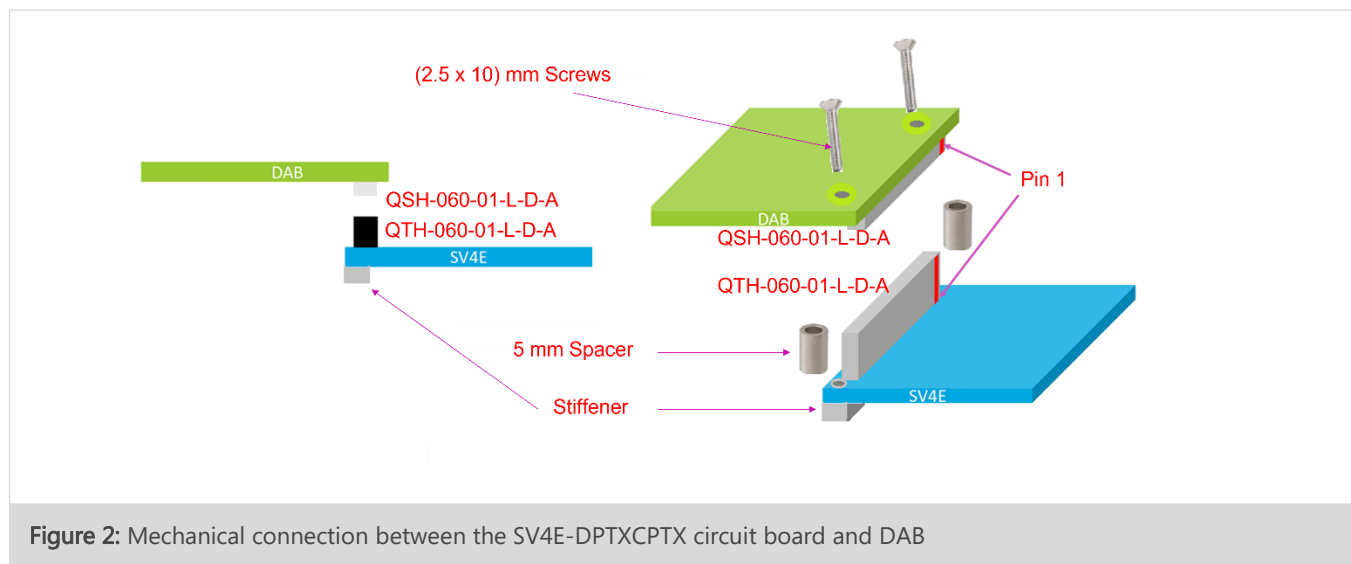 (2.5 x 10) mm Screws
DAB
QSH-060-01-L-D-A
QTH-060-01-L-D-A
SV4E
Pin 1
DAB
QSH-060-01-L-D-A
QTH-060-01-L-D-A
5 mm Spacer
Stiffener
SV4E
Figure 2: Mechanical connection between the SV4E-DPTXCPTX circuit board and DAB